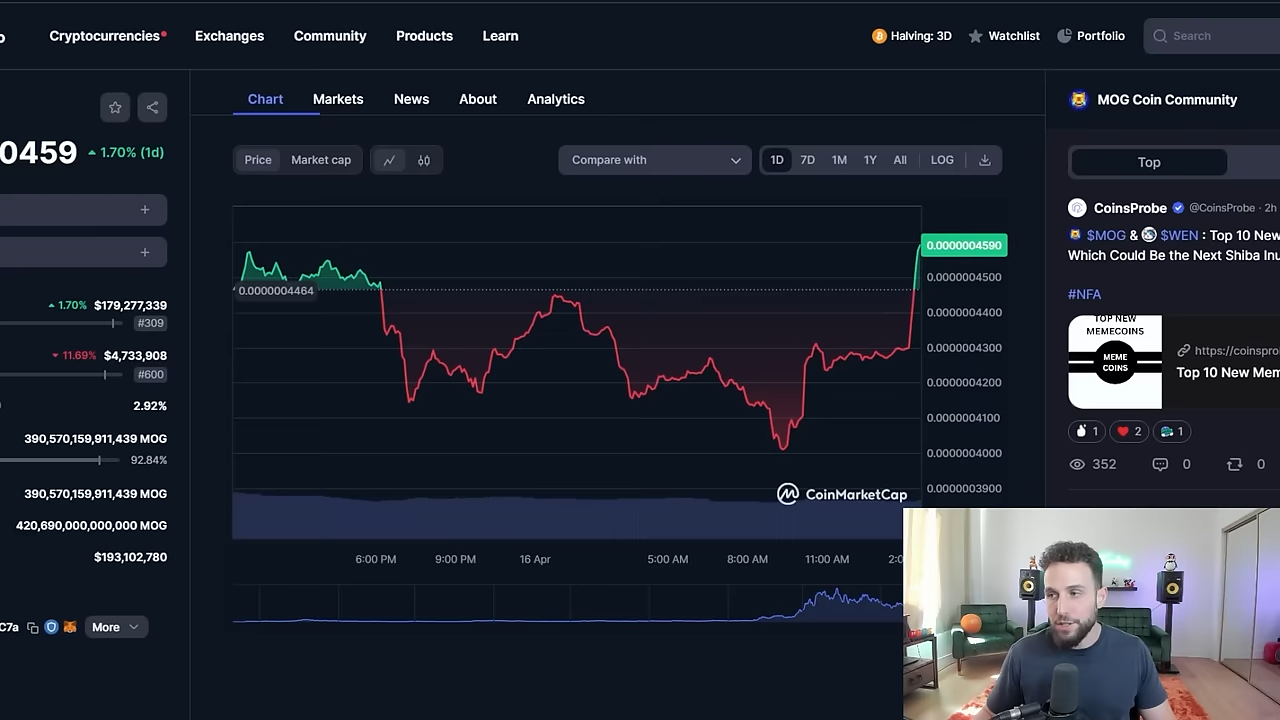 Cryptocurrencies Exchanges Community Products Learn Halving: 3D Watchlist Portfolio Search
Chart Markets News About Analytics
MOG Coin Community
0459 1.70% (1d)
Price Market cap Compare with 1D 7D 1M 1Y All LOG
Top
CoinsProbe @CoinsProbe · 2h
$MOG & $WEN : Top 10 New
Which Could Be the Next Shiba Inu
#NFA
TOP NEW
MEMECOINS
MEME
COINS
https://coinspro
Top 10 New Mem
1 2 1
352 0 0
+
+
1.70% $179,277,339
#309
11.69% $4,733,908
#600
2.92%
390,570,159,911,439 MOG
92.84%
390,570,159,911,439 MOG
420,690,000,000,000 MOG
$193,102,780
C7a More
0.0000004590
0.0000004500
0.0000004464
0.0000004400
0.0000004300
0.0000004200
0.0000004100
0.0000004000
0.0000003900
CoinMarketCap
6:00 PM 9:00 PM 16 Apr 5:00 AM 8:00 AM 11:00 AM 2:0